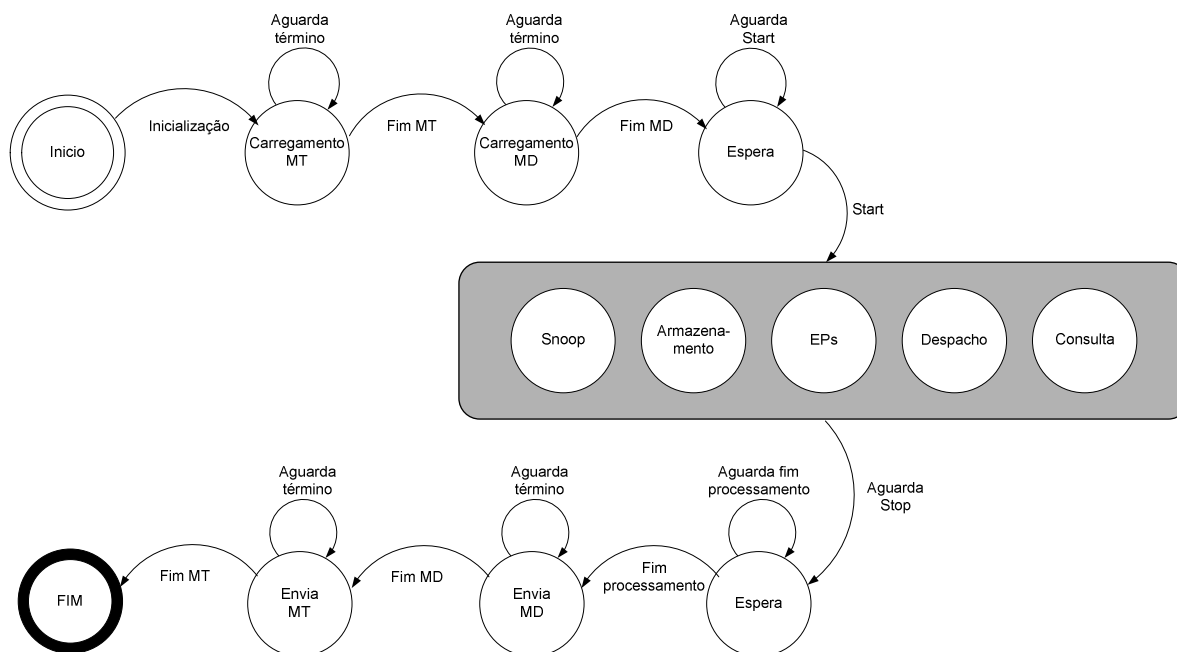 Aguarda
término
Aguarda
término
Aguarda
Start
Inicio
Inicialização
Carregamento
MT
Fim MT
Carregamento
MD
Fim MD
Espera
Start
Snoop
Armazena-
mento
EPs
Despacho
Consulta
Aguarda
término
Aguarda
término
Aguarda fim
processamento
Aguarda
Stop
FIM
Fim MT
Envia
MT
Fim MD
Envia
MD
Fim
processamento
Espera